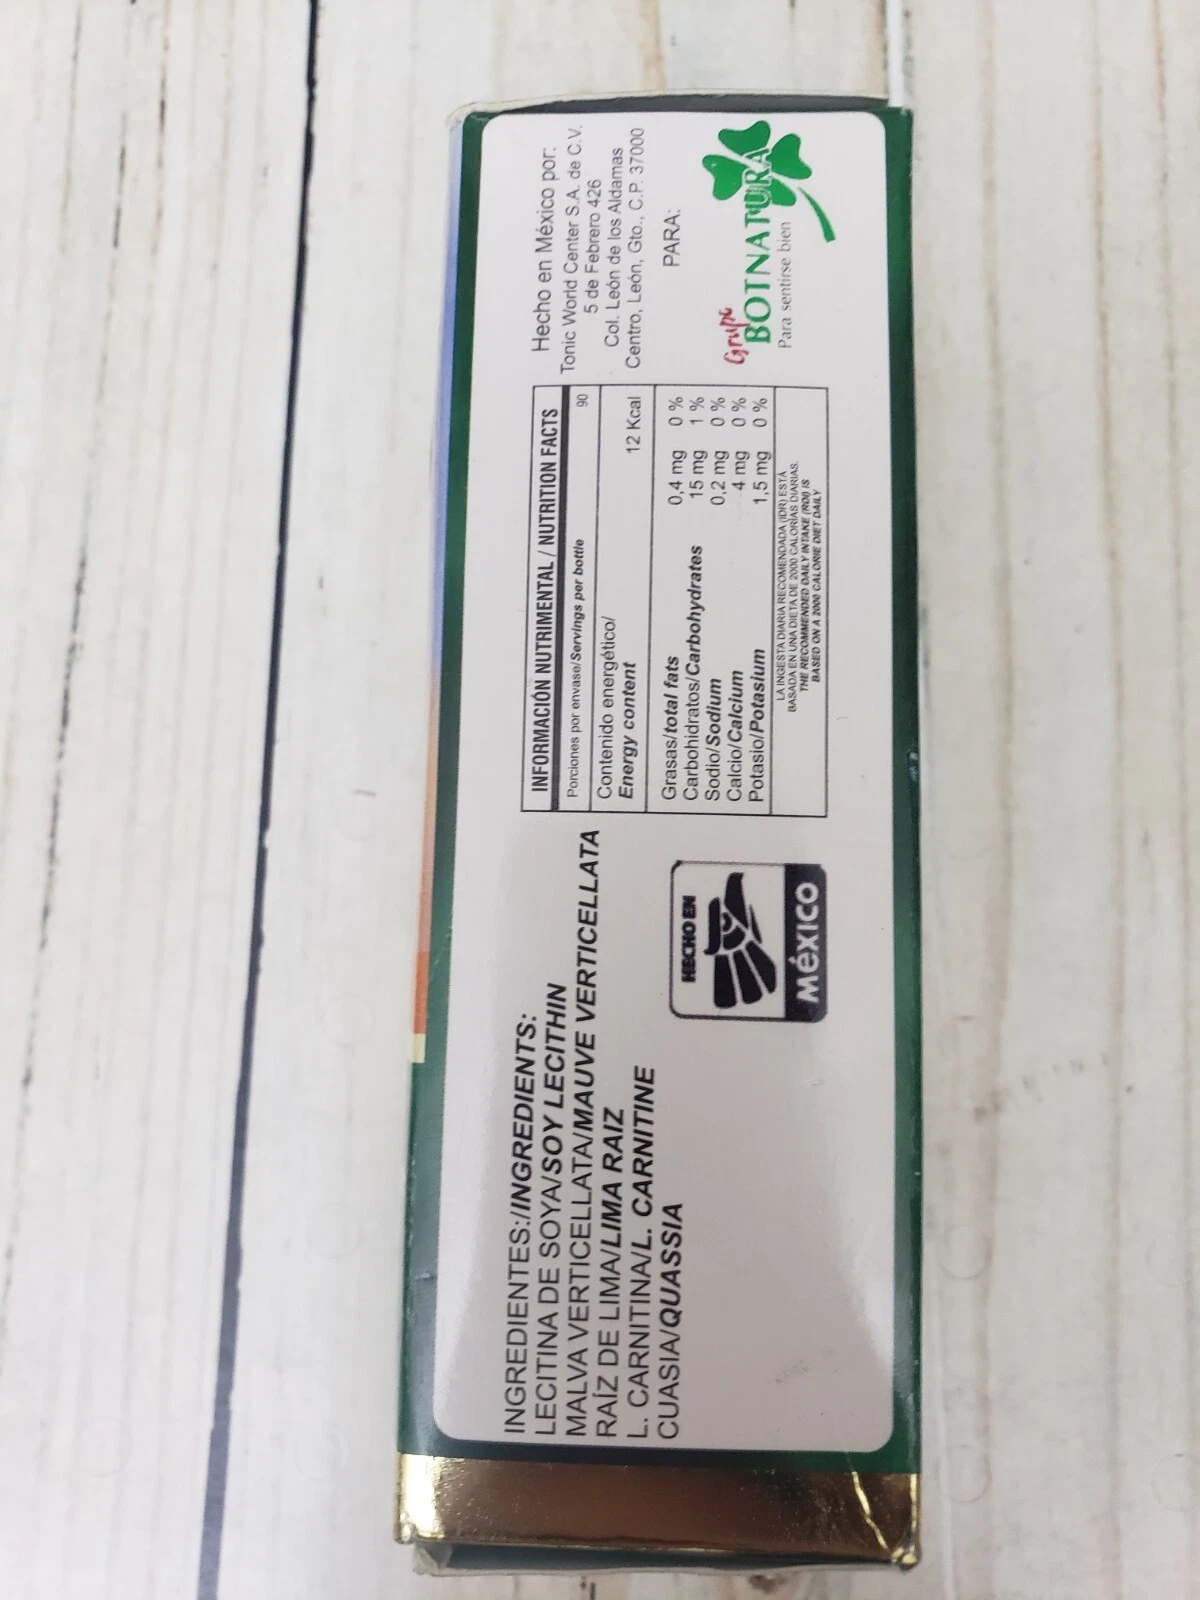 INGREDIENTES:/INGREDIENTS:
LECITINA DE SOYA/SOY LECITHIN
MALVA VERTICELLATA/MAUVE VERTICELLATA
RAÍZ DE LIMA/LIMA RAIZ
L. CARNITINA/L. CARNITINE
CUASIA/QUASSIA
HECHO EN
MéXICO
INFORMACIÓN NUTRIMENTAL / NUTRITION FACTS
Porciones por envase/Servings per bottle 90
Contenido energético/
Energy content 12 Kcal
Grasas/total fats 0,4 mg 0 %
Carbohidratos/Carbohydrates 15 mg 1 %
Sodio/Sodium 0,2 mg 0 %
Calcio/Calcium 4 mg 0 %
Potasio/Potasium 1,5 mg 0 %
LA INGESTA DIARIA RECOMENDADA (IDR) ESTÁ
BASADA EN UNA DIETA DE 2000 CALORÍAS DIARIAS.
THE RECOMMENDED DAILY INTAKE (RDI) IS
BASED ON A 2000 CALORIE DIET DAILY
Hecho en México por:
Tonic World Center S.A. de C.V.
5 de Febrero 426
Col. León de los Aldamas
Centro, León, Gto., C.P. 37000
PARA:
Grupo
BOTNATURA
Para sentirse bien